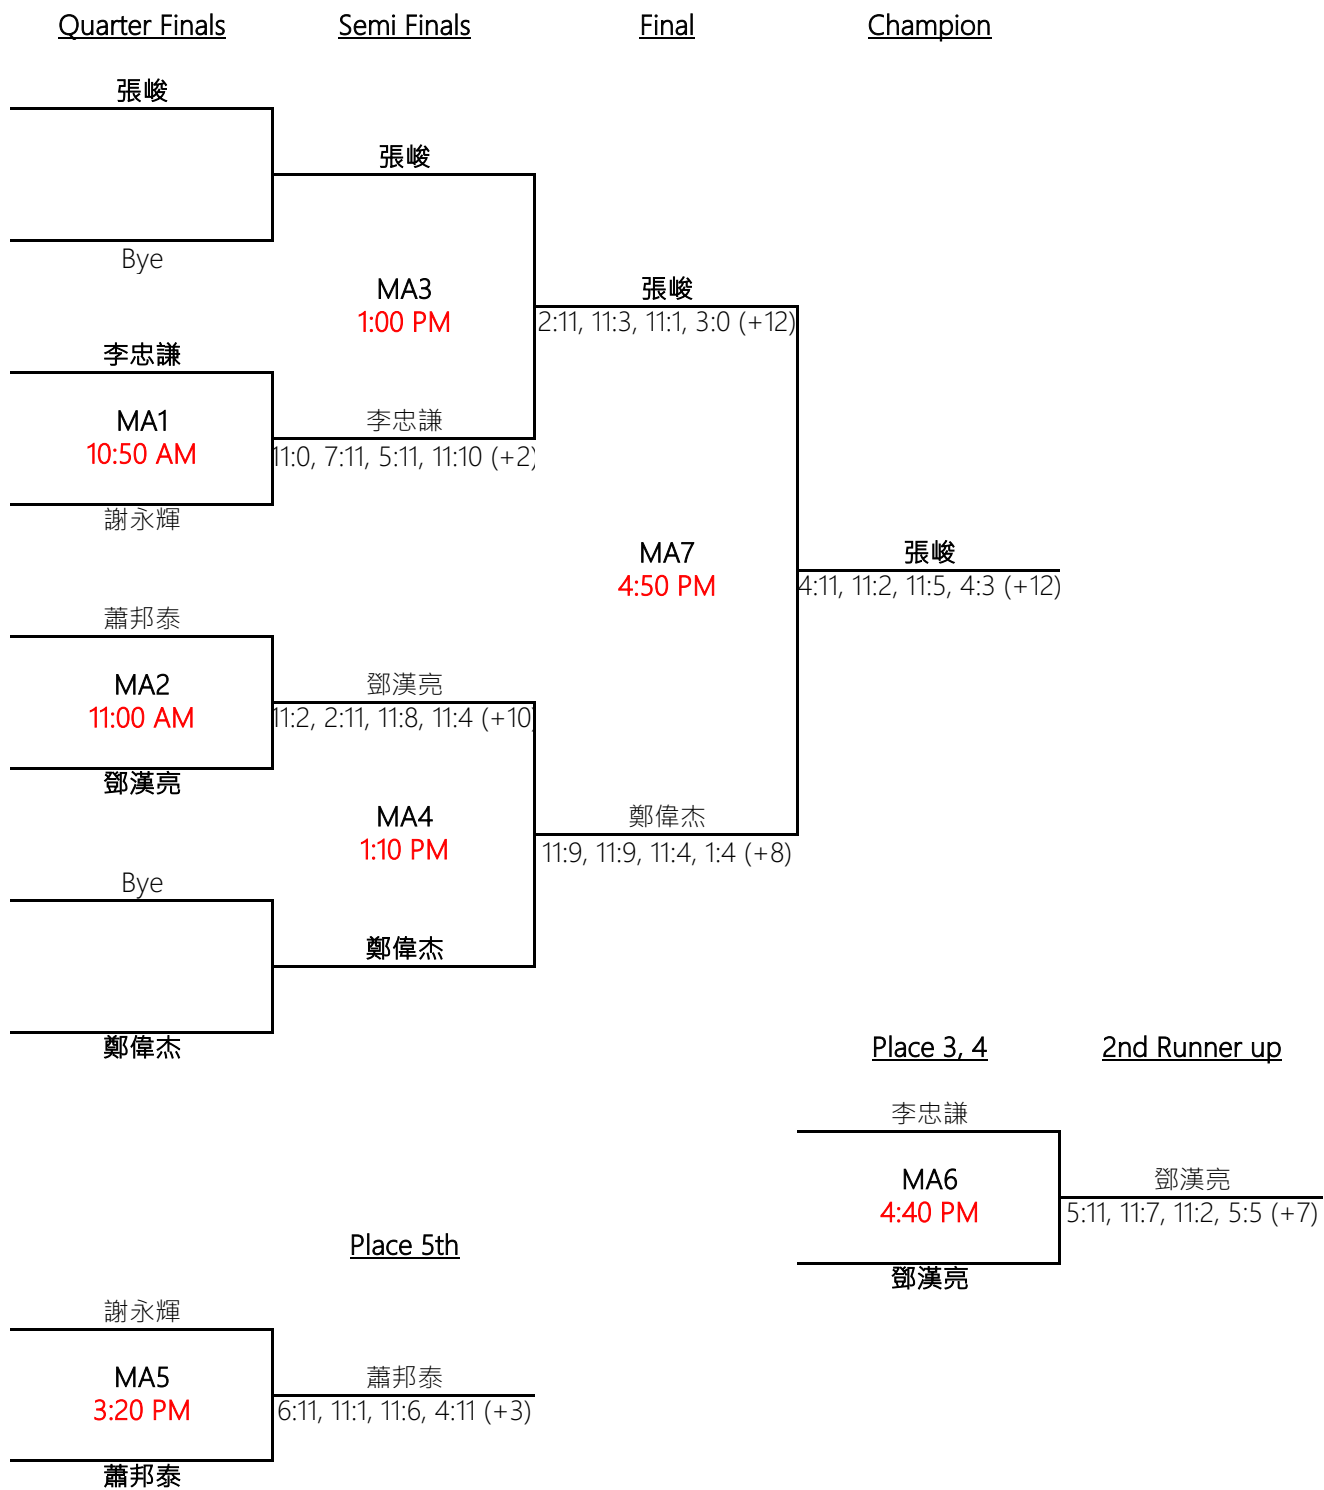 Quarter Finals Semi Finals Final Champion
張峻
張峻
Bye
MA3
1:00 PM
張峻
2:11, 11:3, 11:1, 3:0 (+12)
李忠謙
MA1
10:50 AM
李忠謙
11:0, 7:11, 5:11, 11:10 (+2)
謝永輝
MA7
4:50 PM
張峻
4:11, 11:2, 11:5, 4:3 (+12)
蕭邦泰
MA2
11:00 AM
鄧漢亮
11:2, 2:11, 11:8, 11:4 (+10)
鄧漢亮
MA4
1:10 PM
鄭偉杰
11:9, 11:9, 11:4, 1:4 (+8)
Bye
鄭偉杰
鄭偉杰
Place 3, 4 2nd Runner up
李忠謙
MA6
4:40 PM
鄧漢亮
5:11, 11:7, 11:2, 5:5 (+7)
鄧漢亮
Place 5th
謝永輝
MA5
3:20 PM
蕭邦泰
6:11, 11:1, 11:6, 4:11 (+3)
蕭邦泰